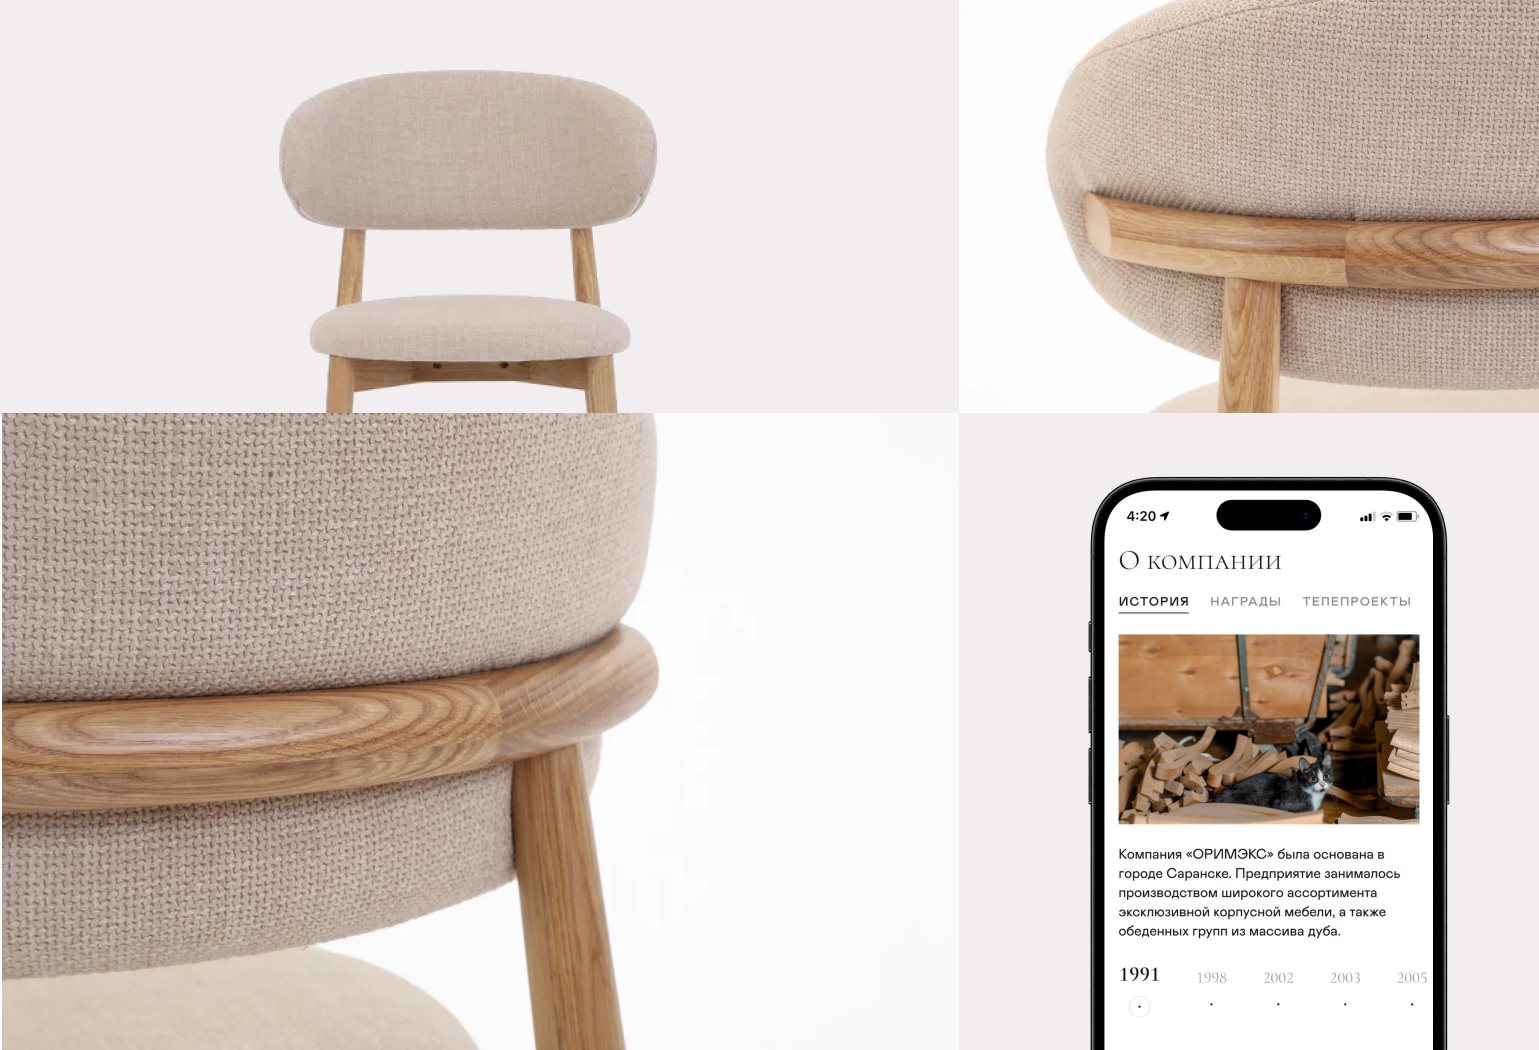 4:20
О компании
ИСТОРИЯ НАГРАДЫ ТЕЛЕПРОЕКТЫ
Компания «ОРИМЭКС» была основана в
городе Саранске. Предприятие занималось
производством широкого ассортимента
эксклюзивной корпусной мебели, а также
обеденных групп из массива дуба.
1991 1998 2002 2003 2005